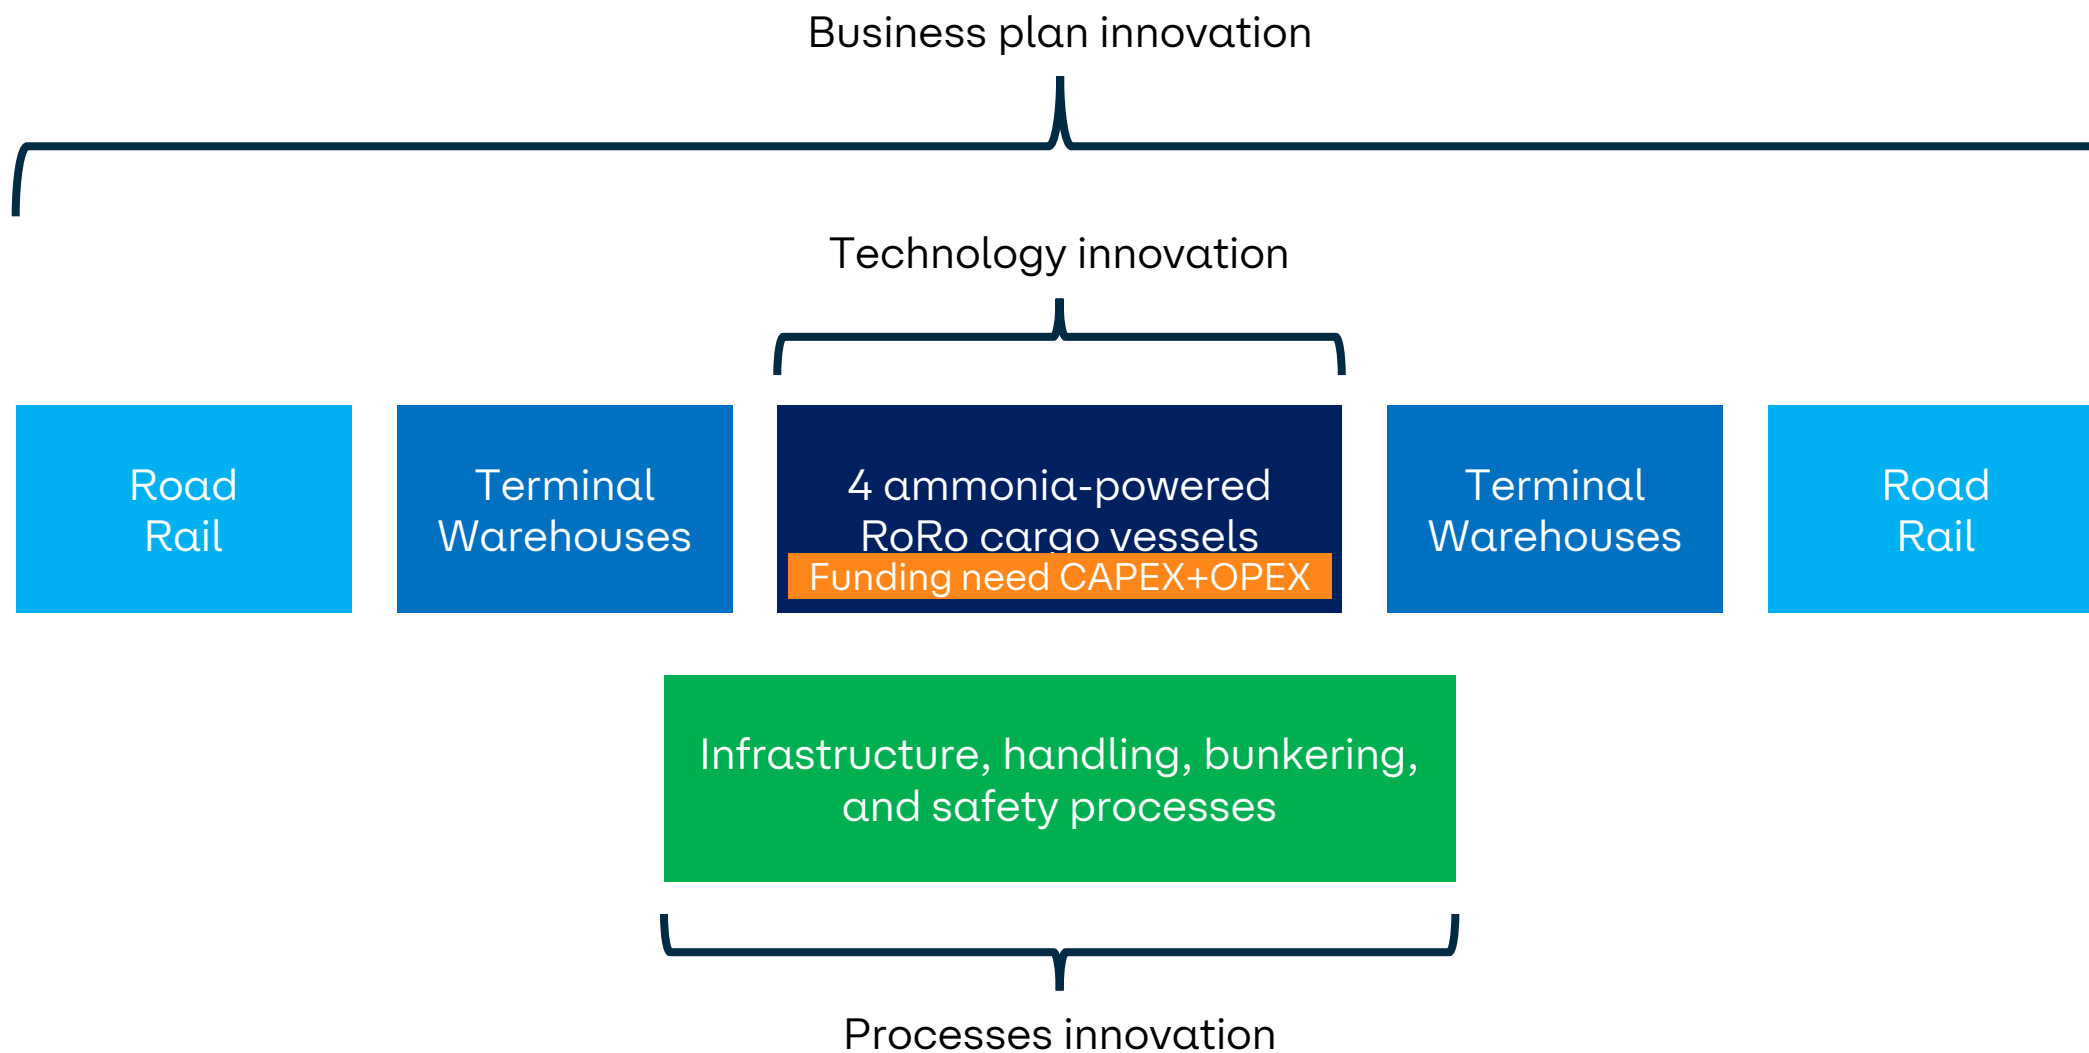 Business plan innovation
Technology innovation
Road
Rail
Terminal
Warehouses
4 ammonia-powered
RoRo cargo vessels
Funding need CAPEX+OPEX
Terminal
Warehouses
Road
Rail
Infrastructure, handling, bunkering,
and safety processes
Processes innovation